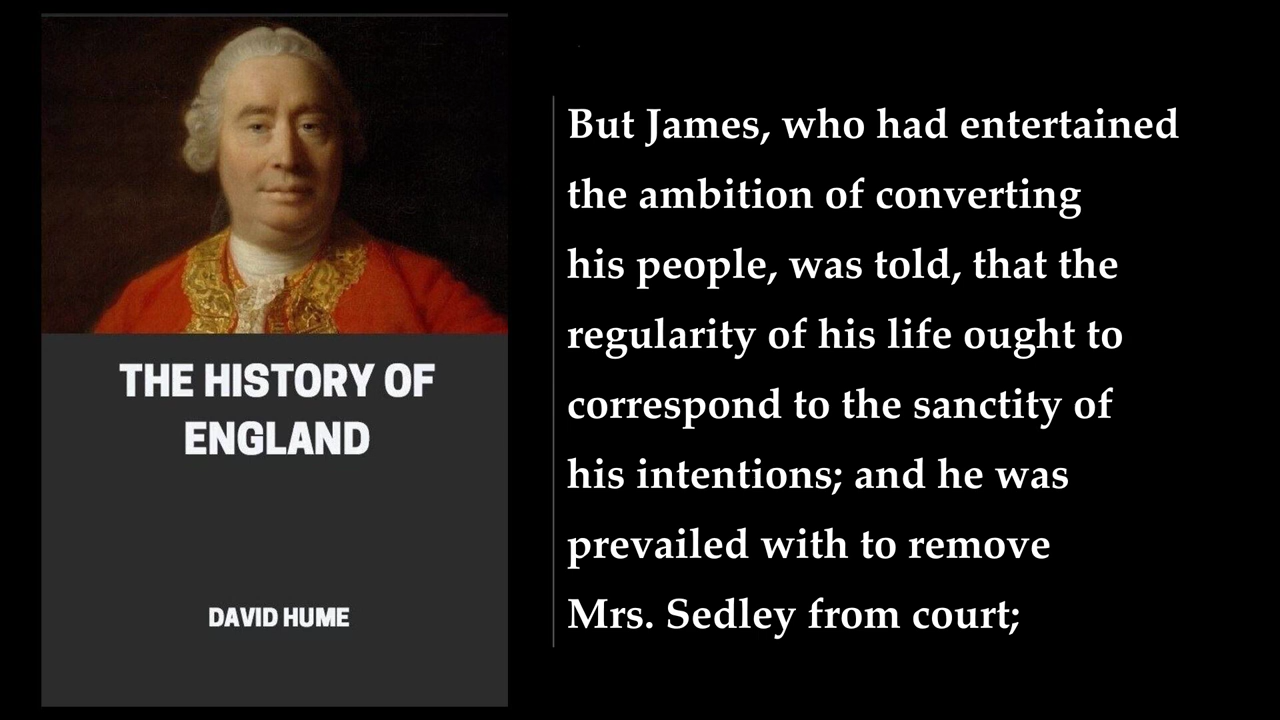 THE HISTORY OF
ENGLAND
DAVID HUME
But James, who had entertained
the ambition of converting
his people, was told, that the
regularity of his life ought to
correspond to the sanctity of
his intentions; and he was
prevailed with to remove
Mrs. Sedley from court;